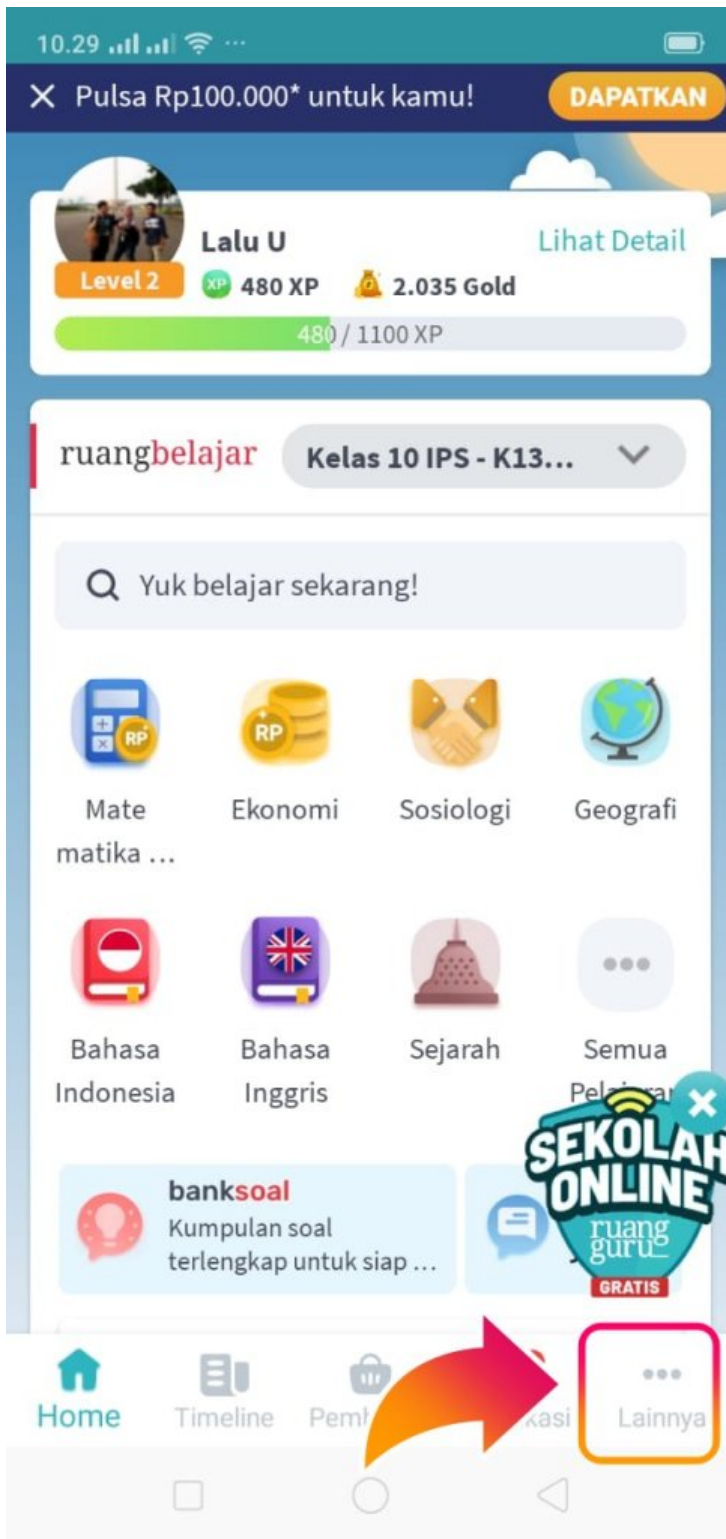 10.29
Pulsa Rp100.000* untuk kamu!
DAPATKAN
Lalu U
Lihat Detail
Level 2
XP 480 XP
2.035 Gold
480 / 1100 XP
ruangbelajar
Kelas 10 IPS - K13...
Yuk belajar sekarang!
RP
RP
Mate
matika ...
Ekonomi
Sosiologi
Geografi
Bahasa
Indonesia
Bahasa
Inggris
Sejarah
Semua
SEKOLAH
ONLINE
ruang
guru
GRATIS
banksoal
Kumpulan soal
terlengkap untuk siap ...
Home
Timeline
Lainnya